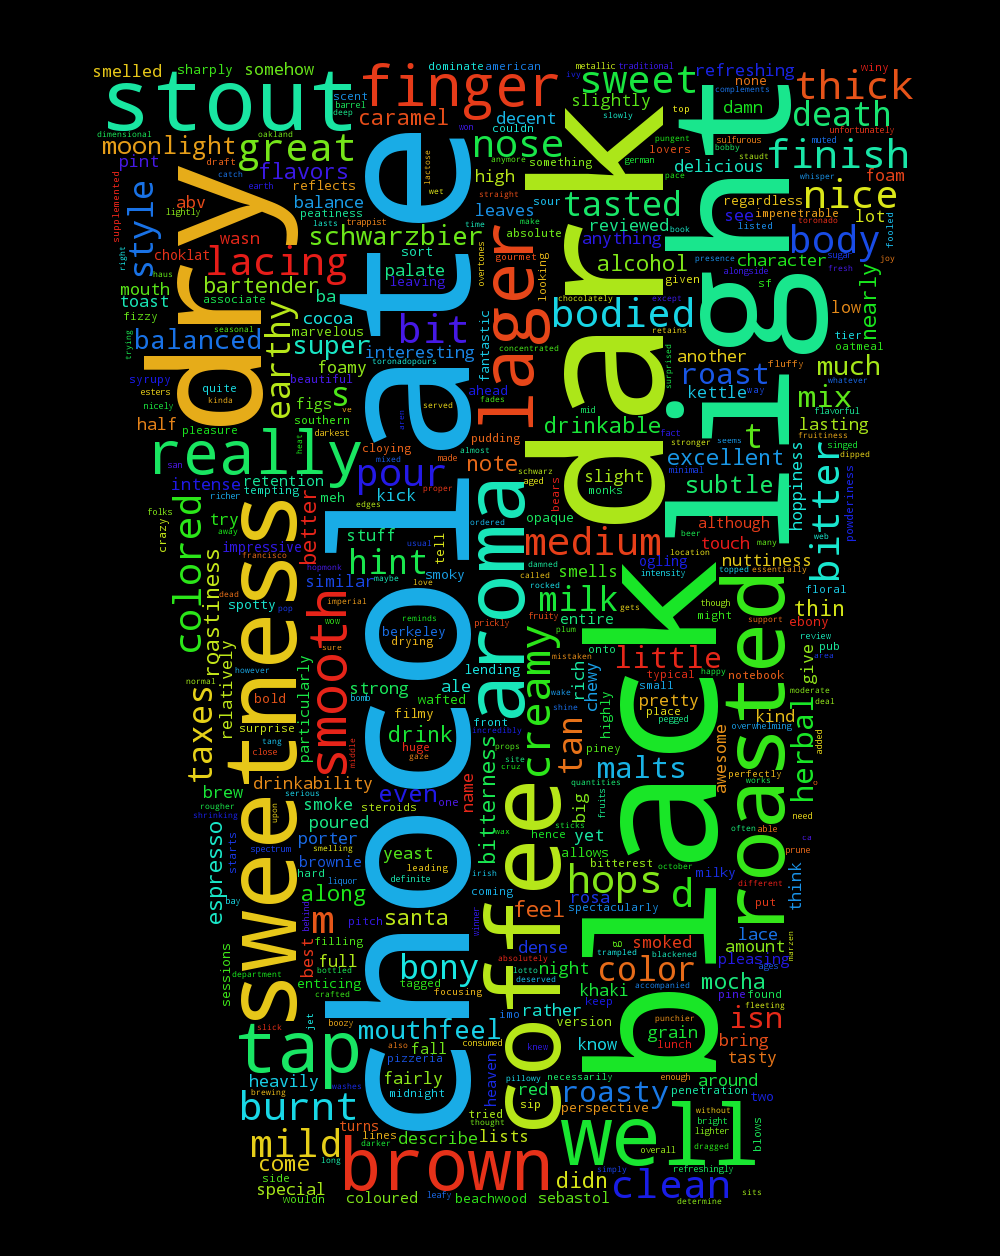 smelled
sharply
somehow
dominate
american
metallic
traditional
refreshing
winy
stout
finger
sweet
none
thick
scent
barrel
deep
caramel
decent
ivy
slightly
top
slowly
complements
damn
death
dimensional
oakland
couldn
won
pungent
sulfurous
bobby
muted
unfortunately
moonlight
great
nose
german
lovers
staudt
finish
pint
draft
flavors
anymore
something
delicious
whisper
foam
catch
earth
reflects
high
wet
lactose
pace
regardless
nice
supplemented
style
abv
balance
straight
tasted
see
impenetrable
lot
lightly
peatiness
leaves
sour
make
book
listed
toronado
fooled
dry
trappist
time
absolute
reviewed
body
right
wasn
schwarzbier
lasts
anything
presence
sugar
joy
choklat
lacing
sort
palate
overtones
gourmet
looking
alcohol
character
alongside
fresh
haus
mouth
bartender
leaving
given
sf
nearly
toast
associate
ba
chocolately
except
low
fizzy
cocoa
marvelous
bit
fantastic
concentrated
bodied
retains
tier
oatmeal
trying
seasonal
balanced
super
interesting
lager
dark
light
another
fluffy
much
syrupy
beautiful
foamy
toronadopours
surprised
roast
way
whatever
esters
quite
kinda
earthy
s
ve
ahead
fades
kettle
mix
nicely
figs
served
mid
flavorful
half
southern
aren
drinkable
fact
t
lasting
fruitiness
pleasure
darkest
cloying
pudding
stronger
seems
singed
dipped
really
heat
mixed
made
almost
excellent
san
intense
retention
pour
note
schwarz
aged
slight
monks
minimal
hoppiness
bitter
powderiness
richer
tempting
meh
kick
proper
bears
subtle
colored
folks
crazy
try
away
better
edges
ordered
opaque
beer
although
web
stuff
tell
aroma
medium
location
touch
many
impressive
francisco
hopmonk
usual
damned
ogling
nuttiness
hint
called
smells
intensity
topped
essentially
floral
dead
similar
maybe
love
smoky
rocked
milk
gets
though
might
support
thin
spotty
pop
imperial
wow
reminds
fruity
entire
ebony
roastiness
sure
berkeley
drying
prickly
plum
onto
review
pub
however
smooth
mistaken
little
happy
area
normal
relatively
particularly
lending
rich
chewy
typical
notebook
give
taxes
bold
strong
ale
wake
small
pretty
moderate
deal
surprise
bomb
wafted
shine
highly
place
pegged
kind
overwhelming
sweetness
chocolate
filmy
front
creamy
tan
black
roasted
herbal
added
tang
close
drink
incredibly
piney
huge
gaze
middle
bitterness
props
site
cruz
malts
awesome
perfectly
works
o
drinkability
name
quantities
brew
serious
even
one
big
fruits
need
rougher
shrinking
smoke
steroids
upon
poured
sticks
often
able
ca
espresso
starts
porter
wax
hence
yet
october
prune
spectrum
smelling
yeast
irish
allows
bitterest
brownie
leading
hops
milky
different
hard
liquor
definite
coming
rosa
d
put
think
bay
along
spectacularly
behind
m
pitch
santa
winner
feel
trampled
lace
best
filling
dense
og
smoked
blackened
amount
marzen
sessions
full
absolutely
night
color
pleasing
ages
department
bony
lotto
deserved
mocha
enticing
bottled
tagged
coffee
khaki
accompanied
pine
found
crafted
focusing
keep
fleeting
jet
boozy
imo
rather
version
punchier
isn
slick
mouthfeel
grain
tap
also
fall
consumed
knew
know
lunch
bring
pizzeria
heaven
tasty
heavily
washes
fairly
pillowy
necessarily
enough
around
brewing
midnight
red
roasty
penetration
burnt
sip
perspective
two
turns
tried
thought
without
bright
mild
lines
darker
describe
lists
well
lighter
dragged
blows
come
long
brown
overall
side
didn
simply
refreshingly
special
leafy
clean
sits
wouldn
coloured
beachwood
sebastol
determine